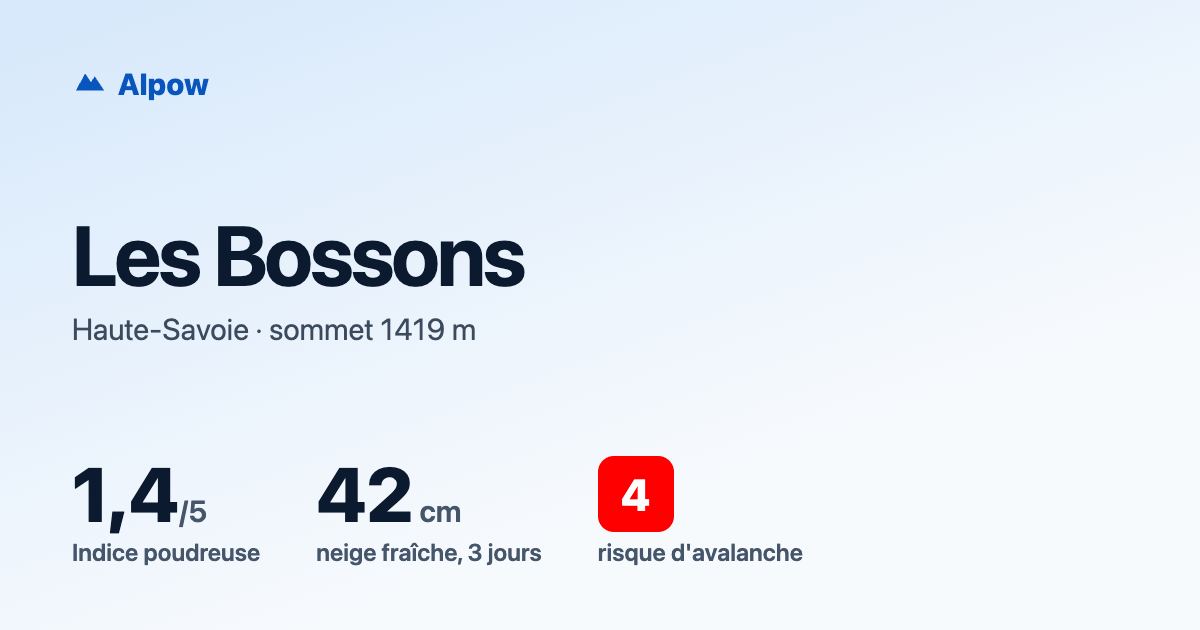 Alpow
Les Bossons
Haute-Savoie · sommet 1419 m
1,4/5
Indice poudreuse
42 cm
neige fraîche, 3 jours
4
risque d'avalanche